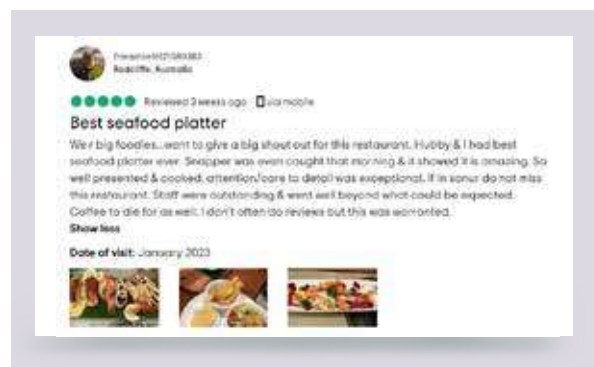 Redcliffe, Australia
Reviewed 3 weeks ago via mobile
Best seafood platter
We r big foodies...want to give a big shout out for this restaurant. Hubby & I had best
seafood platter ever. Snapper was even caught that morning & it showed it is amazing. So
well presented & cooked, attention/care to detail was exceptional. If in sanur do not miss
this restaurant. Staff were outstanding & went well beyond what could be expected.
Coffee to die for as well. I don't often do reviews but this was warranted.
Show less
Date of visit: January 2023